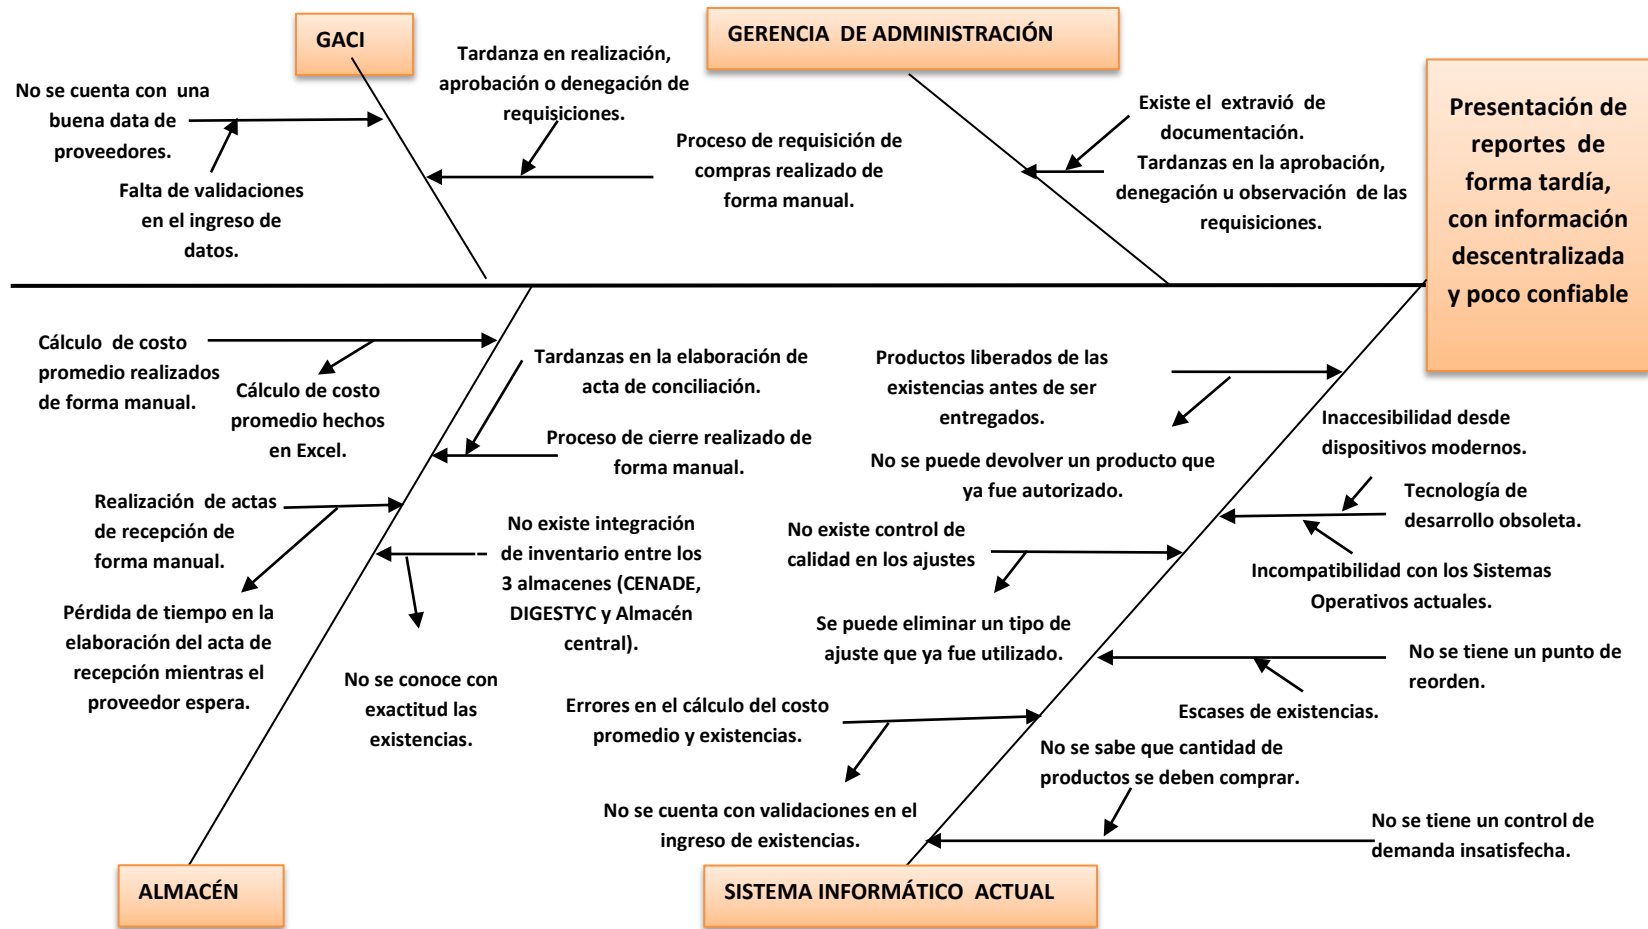 GACI
GERENCIA DE ADMINISTRACIÓN
Tardanza en realización,
aprobación o denegación de
requisiciones.
No se cuenta con una
buena data de
proveedores.
Falta de validaciones
en el ingreso de
datos.
Proceso de requisición de
compras realizado de
forma manual.
Existe el extravió de
documentación.
Tardanzas en la aprobación,
denegación u observación de las
requisiciones.
Presentación de
reportes de
forma tardía,
con información
descentralizada
y poco confiable
Cálculo de costo
promedio realizados
de forma manual.
Cálculo de costo
promedio hechos
en Excel.
Tardanzas en la elaboración de
acta de conciliación.
Proceso de cierre realizado de
forma manual.
Realización de actas
de recepción de
forma manual.
Pérdida de tiempo en la
elaboración del acta de
recepción mientras el
proveedor espera.
No existe integración
de inventario entre los
3 almacenes (CENADE,
DIGESTYC y Almacén
central).
No se conoce con
exactitud las
existencias.
Productos liberados de las
existencias antes de ser
entregados.
No se puede devolver un producto que
ya fue autorizado.
Inaccesibilidad desde
dispositivos modernos.
Tecnología de
desarrollo obsoleta.
Incompatibilidad con los Sistemas
Operativos actuales.
No existe control de
calidad en los ajustes
Se puede eliminar un tipo de
ajuste que ya fue utilizado.
No se tiene un punto de
reorden.
Escases de existencias.
Errores en el cálculo del costo
promedio y existencias.
No se cuenta con validaciones en el
ingreso de existencias.
No se sabe que cantidad de
productos se deben comprar.
No se tiene un control de
demanda insatisfecha.
ALMACÉN
SISTEMA INFORMÁTICO ACTUAL